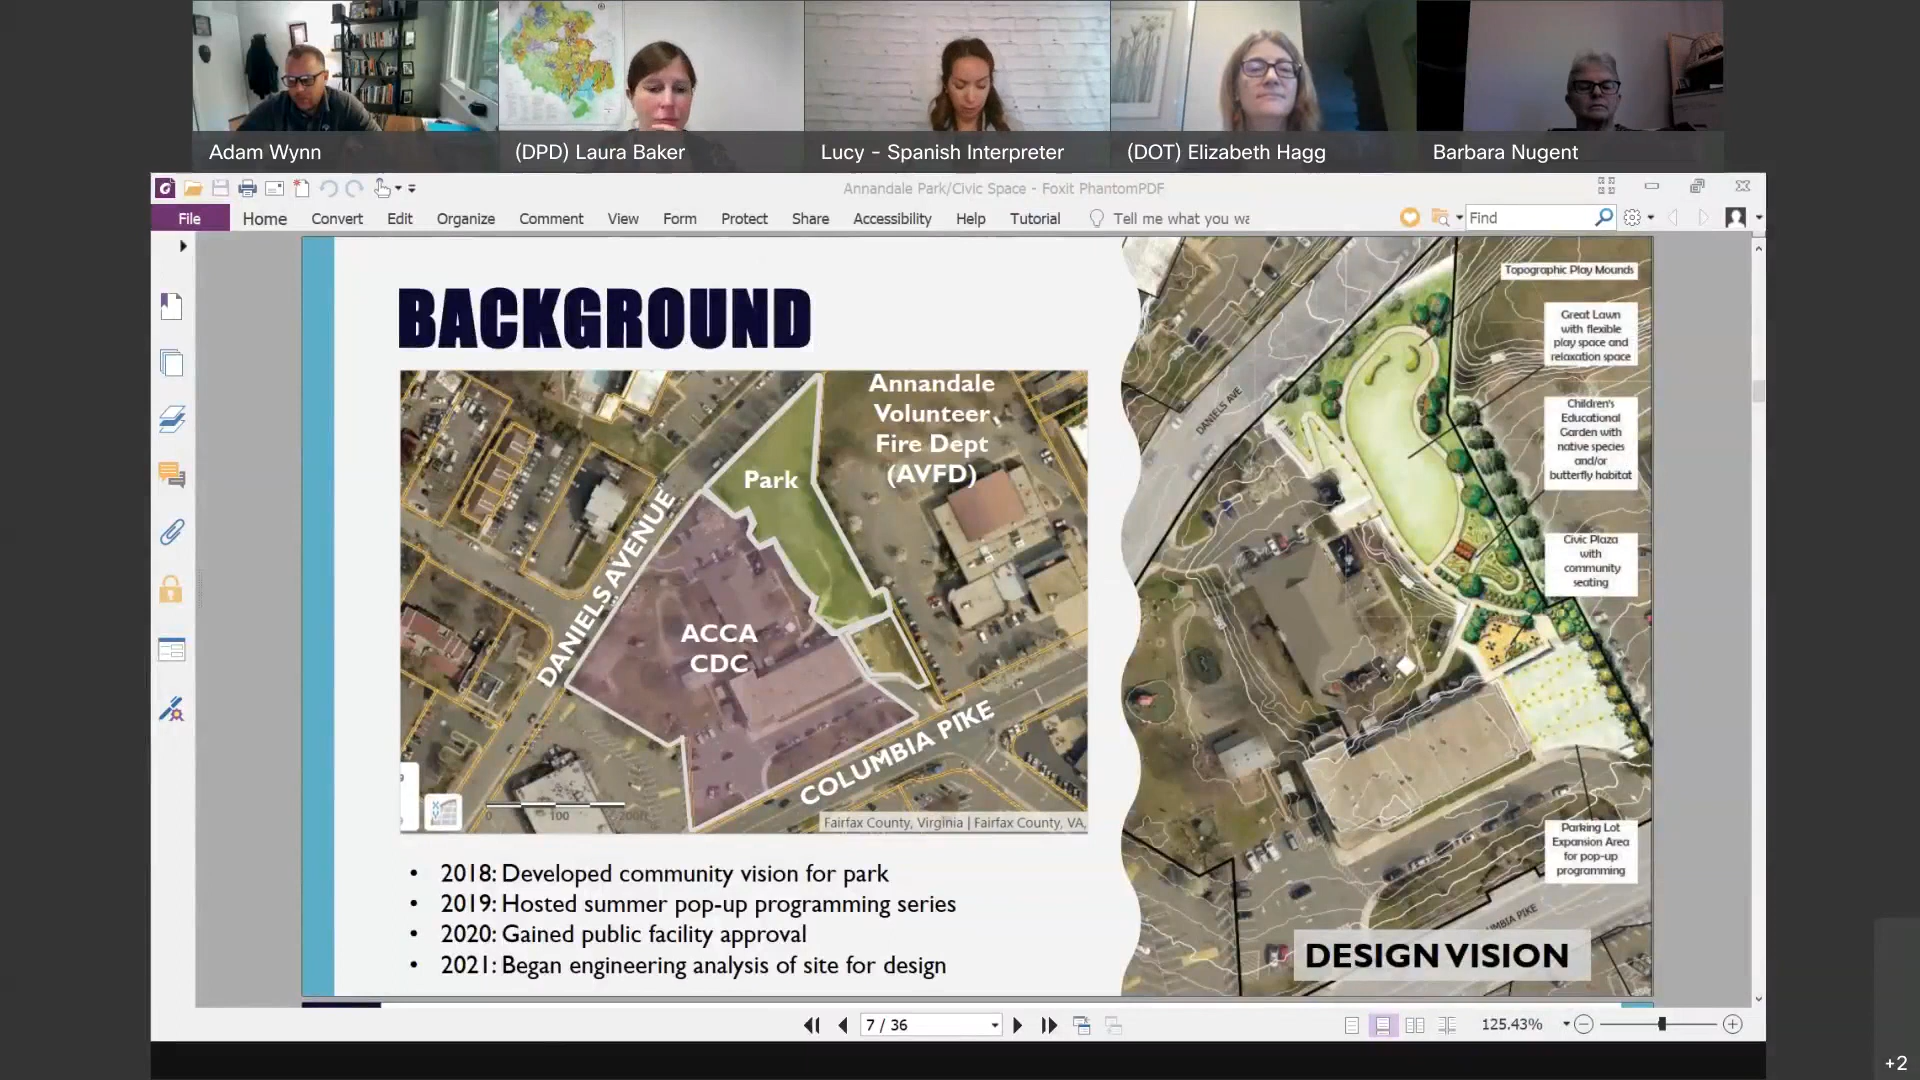 Adam Wynn
(DPD) Laura Baker
Lucy - Spanish Interpreter
(DOT) Elizabeth Hagg
Barbara Nugent
Annandale Park/Civic Space - Foxit PhantomPDF
File
Home
Convert
Edit
Organize
Comment
View
Form
Protect
Share
Accessibility
Help
Tutorial
Tell me what you wa
Find
BACKGROUND
Annandale
Volunteer
Fire Dept
(AVFD)
Park
DANIELS AVENUE
ACCA
CDC
COLUMBIA PIKE
0
100
200ft
Fairfax County, Virginia | Fairfax County, VA,
• 2018: Developed community vision for park
• 2019: Hosted summer pop-up programming series
• 2020: Gained public facility approval
• 2021: Began engineering analysis of site for design
Topographic Play Mounds
Great Lawn
with flexible
play space and
relaxation space
DANIELS AVE
Children's
Educational
Garden with
native species
and/or
butterfly habitat
Civic Plaza
with
community
seating
Parking Lot
Expansion Area
for pop-up
programming
UMBIA PIKE
DESIGN VISION
7 / 36
125.43%
+2